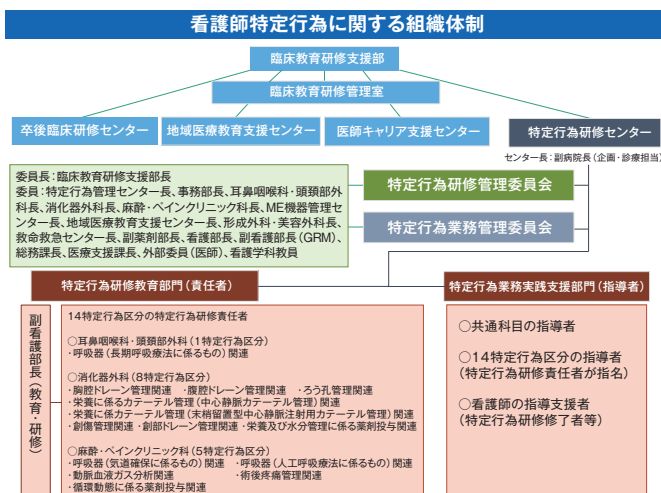 看護師特定行為に関する組織体制
臨床教育研修支援部
臨床教育研修管理室
卒後臨床研修センター
地域医療教育支援センター
医師キャリア支援センター
特定行為研修センター
センター長：副病院長（企画・診療担当）
委員長：臨床教育研修支援部長
委員：特定行為管理センター長、事務部長、耳鼻咽喉科・頭頸部外
科長、消化器外科長、麻酔・ペインクリニック科長、ME機器管理セ
ンター長、地域医療教育支援センター長、形成外科・美容外科長、
救命救急センター長、副薬剤部長、看護部長、副看護部長（GRM）、
総務課長、医療支援課長、外部委員（医師）、看護学科教員
特定行為研修管理委員会
特定行為業務管理委員会
特定行為研修教育部門（責任者）
副看護部長（教育・研修）
14特定行為区分の特定行為研修責任者
○耳鼻咽喉科・頭頸部外科（1特定行為区分）
・呼吸器（長期呼吸療法に係るもの）関連
○消化器外科（8特定行為区分）
・胸腔ドレーン管理関連　・腹腔ドレーン管理関連　・ろう孔管理関連
・栄養に係るカテーテル管理（中心静脈カテーテル管理）関連
・栄養に係るカテーテル管理（末梢留置型中心静脈注射用カテーテル管理）関連
・創傷管理関連　・創部ドレーン管理関連　・栄養及び水分管理に係る薬剤投与関連
○麻酔・ペインクリニック科（5特定行為区分）
・呼吸器（気道確保に係るもの）関連　・呼吸器（人工呼吸療法に係るもの）関連
・動脈血液ガス分析関連　・術後疼痛管理関連
・循環動態に係る薬剤投与関連
特定行為業務実践支援部門（指導者）
○共通科目の指導者
○14特定行為区分の指導者
（特定行為研修責任者が指名）
○看護師の指導支援者
（特定行為研修修了者等）